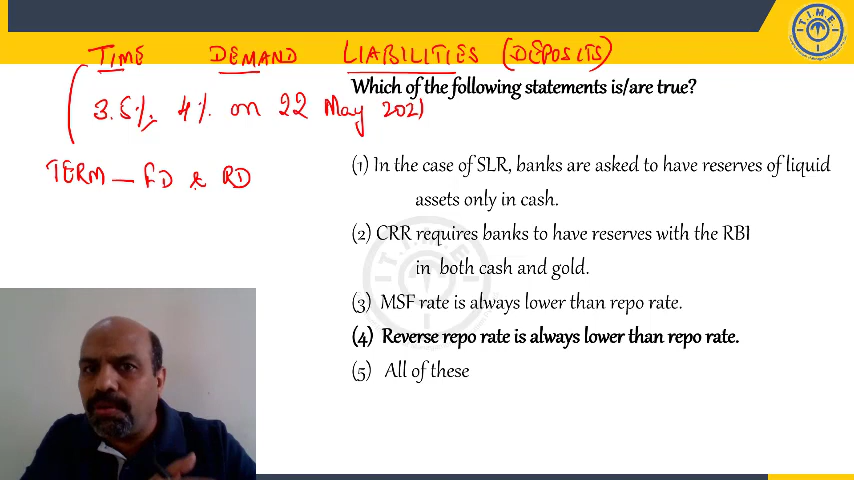 TIME DEMAND LIABILITIES (DEPOSITS)
Which of the following statements is/are true?
3.5%, 4% on 22 May 2021
(1) In the case of SLR, banks are asked to have reserves of liquid
assets only in cash.
TERM — FD & RD
(2) CRR requires banks to have reserves with the RBI
in both cash and gold.
(3) MSF rate is always lower than repo rate.
(4) Reverse repo rate is always lower than repo rate.
(5) All of these
T.I.M.E.